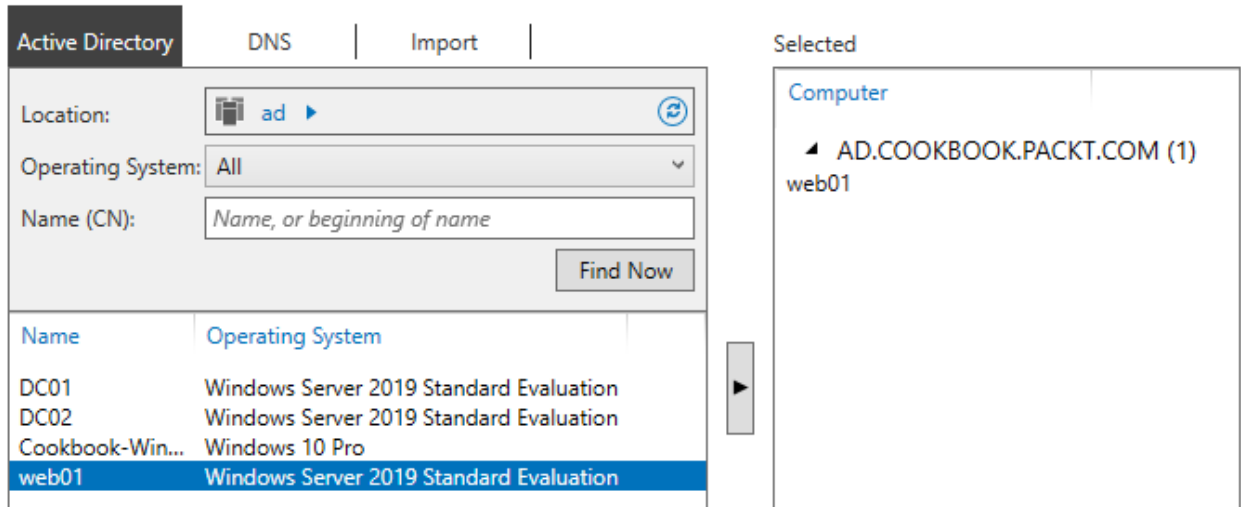 Active Directory DNS Import
Location: ad
Operating System: All
Name (CN): Name, or beginning of name
Find Now
Name Operating System
DC01 Windows Server 2019 Standard Evaluation
DC02 Windows Server 2019 Standard Evaluation
Cookbook-Win... Windows 10 Pro
web01 Windows Server 2019 Standard Evaluation
Selected
Computer
AD.COOKBOOK.PACKT.COM (1)
web01